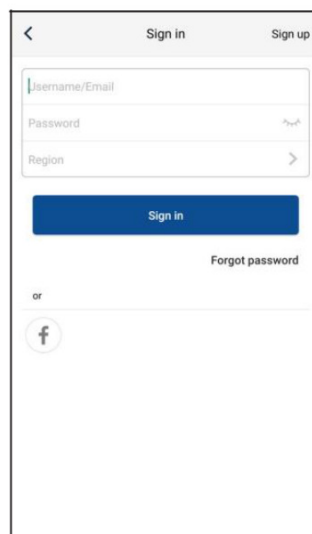 Sign in
Sign up
Username/Email
Password
Region
Sign in
Forgot password
or
f